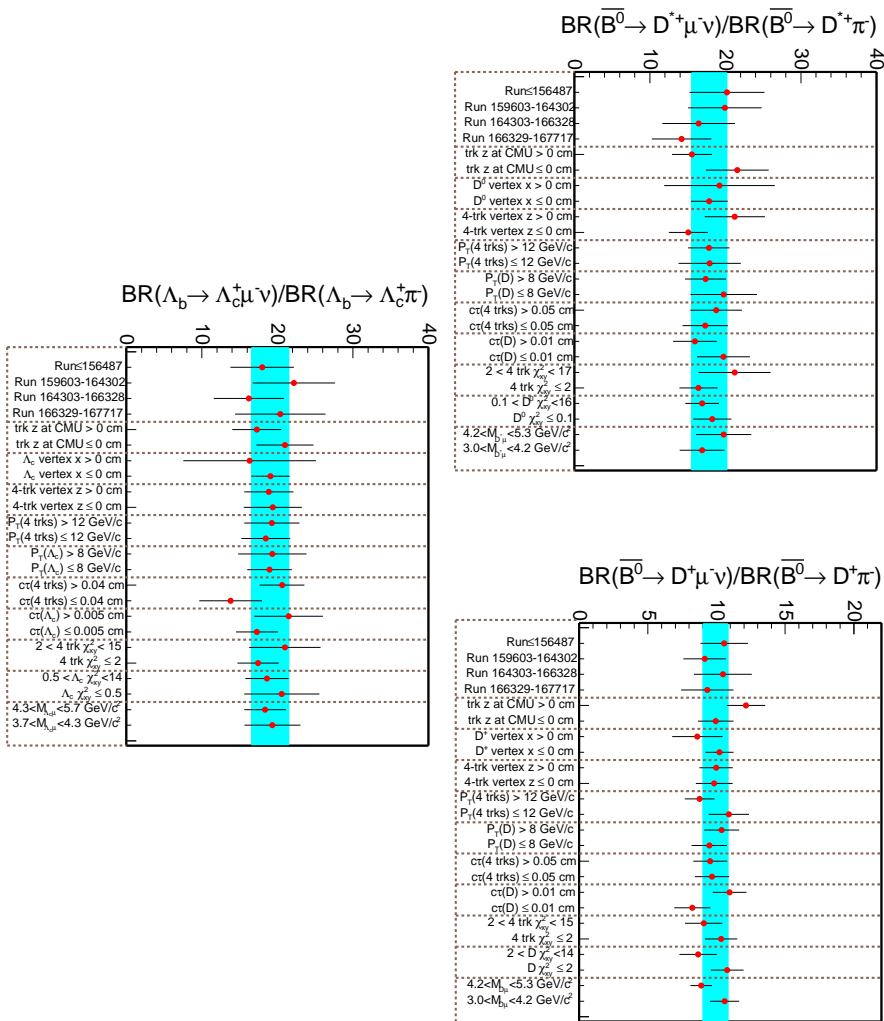 BR(B̅⁰→ D*⁺μ⁻ν)/BR(B̅⁰→ D*⁺π⁻)
0 10 20 30 40
Run≤156487
Run 159603-164302
Run 164303-166328
Run 166329-167717
trk z at CMU > 0 cm
trk z at CMU ≤ 0 cm
D⁰ vertex x > 0 cm
D⁰ vertex x ≤ 0 cm
4-trk vertex z > 0 cm
4-trk vertex z ≤ 0 cm
P_T(4 trks) > 12 GeV/c
P_T(4 trks) ≤ 12 GeV/c
P_T(D) > 8 GeV/c
P_T(D) ≤ 8 GeV/c
cτ(4 trks) > 0.05 cm
cτ(4 trks) ≤ 0.05 cm
cτ(D) > 0.01 cm
cτ(D) ≤ 0.01 cm
2 < 4 trk χ²_xy < 17
4 trk χ²_xy ≤ 2
0.1 < D⁰ χ²_xy < 16
D⁰ χ²_xy ≤ 0.1
4.2<M_D*μ<5.3 GeV/c²
3.0<M_D*μ<4.2 GeV/c²
BR(Λ_b→ Λ_c⁺μ⁻ν)/BR(Λ_b→ Λ_c⁺π⁻)
0 10 20 30 40
Run≤156487
Run 159603-164302
Run 164303-166328
Run 166329-167717
trk z at CMU > 0 cm
trk z at CMU ≤ 0 cm
Λ_c vertex x > 0 cm
Λ_c vertex x ≤ 0 cm
4-trk vertex z > 0 cm
4-trk vertex z ≤ 0 cm
P_T(4 trks) > 12 GeV/c
P_T(4 trks) ≤ 12 GeV/c
P_T(Λ_c) > 8 GeV/c
P_T(Λ_c) ≤ 8 GeV/c
cτ(4 trks) > 0.04 cm
cτ(4 trks) ≤ 0.04 cm
cτ(Λ_c) > 0.005 cm
cτ(Λ_c) ≤ 0.005 cm
2 < 4 trk χ²_xy < 15
4 trk χ²_xy ≤ 2
0.5 < Λ_c χ²_xy <14
Λ_c χ²_xy ≤ 0.5
4.3<M_Λcμ<5.7 GeV/c²
3.7<M_Λcμ<4.3 GeV/c²
BR(B̅⁰→ D⁺μ⁻ν)/BR(B̅⁰→ D⁺π⁻)
0 5 10 15 20
Run≤156487
Run 159603-164302
Run 164303-166328
Run 166329-167717
trk z at CMU > 0 cm
trk z at CMU ≤ 0 cm
D⁺ vertex x > 0 cm
D⁺ vertex x ≤ 0 cm
4-trk vertex z > 0 cm
4-trk vertex z ≤ 0 cm
P_T(4 trks) > 12 GeV/c
P_T(4 trks) ≤ 12 GeV/c
P_T(D) > 8 GeV/c
P_T(D) ≤ 8 GeV/c
cτ(4 trks) > 0.05 cm
cτ(4 trks) ≤ 0.05 cm
cτ(D) > 0.01 cm
cτ(D) ≤ 0.01 cm
2 < 4 trk χ²_xy < 15
4 trk χ²_xy ≤ 2
2 < D χ²_xy <14
D χ²_xy ≤ 2
4.2<M_Dμ<5.3 GeV/c²
3.0<M_Dμ<4.2 GeV/c²